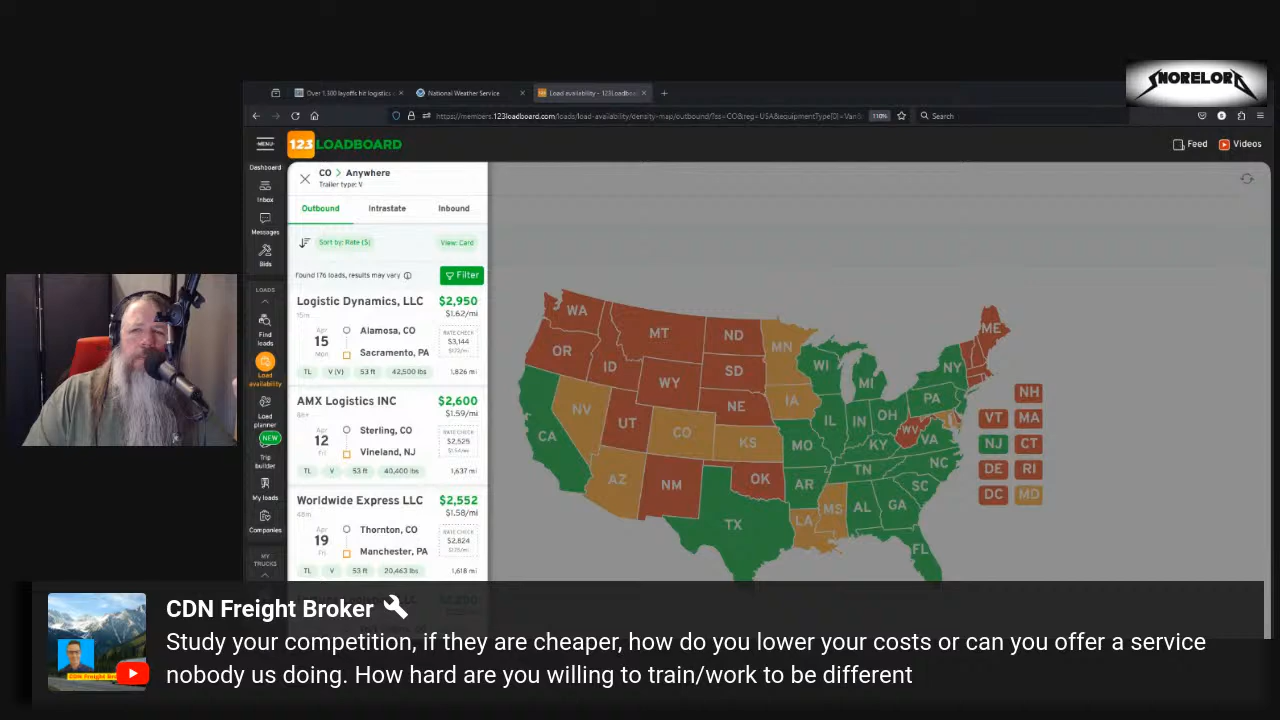 SNORELORD
Over 1,500 layoffs hit logistics
National Weather Service
Load availability - 123Loadboa
https://members.123loadboard.com/loads/load-availability/density-map/outbound/?ss=CO&reg=USA&equipmentType[0]=Van&
110%
Search
MENU
123LOADBOARD
Feed
Videos
Dashboard
Inbox
Messages
Bids
LOADS
Find
loads
Load
availability
Load
planner
NEW
Trip
builder
My loads
Companies
MY
TRUCKS
CO > Anywhere
Trailer type: V
Outbound
Intrastate
Inbound
Sort by: Rate ($)
View: Card
Found 176 loads, results may vary
Filter
Logistic Dynamics, LLC
$2,950
15m
$1.62/mi
Apr
15
Mon
Alamosa, CO
Sacramento, PA
RATE CHECK
$3,144
TL
V (V)
53 ft
42,500 lbs
1,826 mi
AMX Logistics INC
$2,600
$1.59/mi
Apr
12
Fri
Sterling, CO
Vineland, NJ
RATE CHECK
$2,525
TL
V
53 ft
40,400 lbs
1,637 mi
Worldwide Express LLC
$2,552
48m
$1.58/mi
Apr
19
Fri
Thornton, CO
Manchester, PA
RATE CHECK
$2,824
TL
V
53 ft
20,463 lbs
1,618 mi
WA
MT
ND
MN
ME
OR
ID
WY
SD
WI
MI
NY
NV
UT
NE
IA
PA
CA
CO
KS
MO
IL
IN
OH
KY
WV
VA
AZ
NM
OK
AR
TN
NC
SC
TX
LA
MS
AL
GA
FL
NH
VT
MA
NJ
CT
DE
RI
DC
MD
CDN Freight Broker
Study your competition, if they are cheaper, how do you lower your costs or can you offer a service
nobody us doing. How hard are you willing to train/work to be different